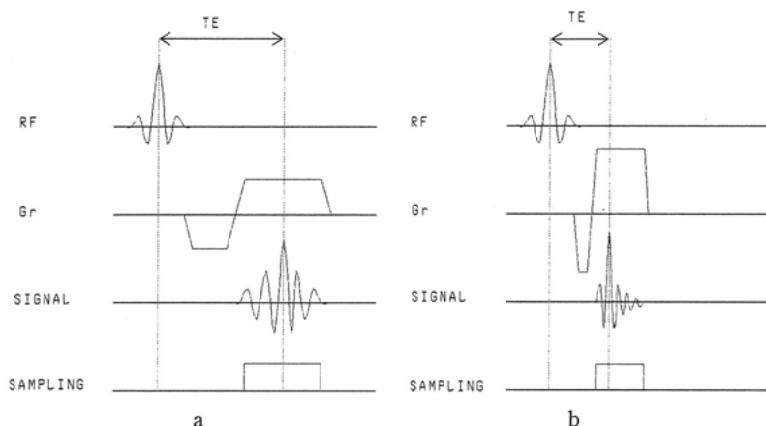 TE
RF
Gr
SIGNAL
SAMPLING
a
TE
RF
Gr
SIGNAL
SAMPLING
b